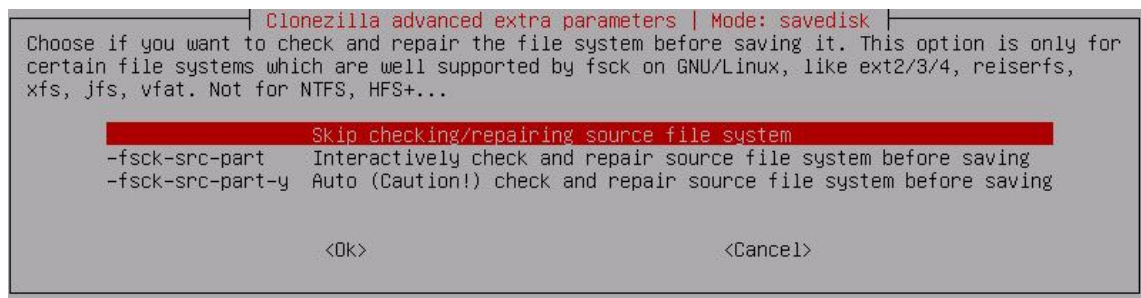 Clonezilla advanced extra parameters | Mode: savedisk
Choose if you want to check and repair the file system before saving it. This option is only for
certain file systems which are well supported by fsck on GNU/Linux, like ext2/3/4, reiserfs,
xfs, jfs, vfat. Not for NTFS, HFS+...
Skip checking/repairing source file system
-fsck-src-part Interactively check and repair source file system before saving
-fsck-src-part-y Auto (Caution!) check and repair source file system before saving
<Ok> <Cancel>